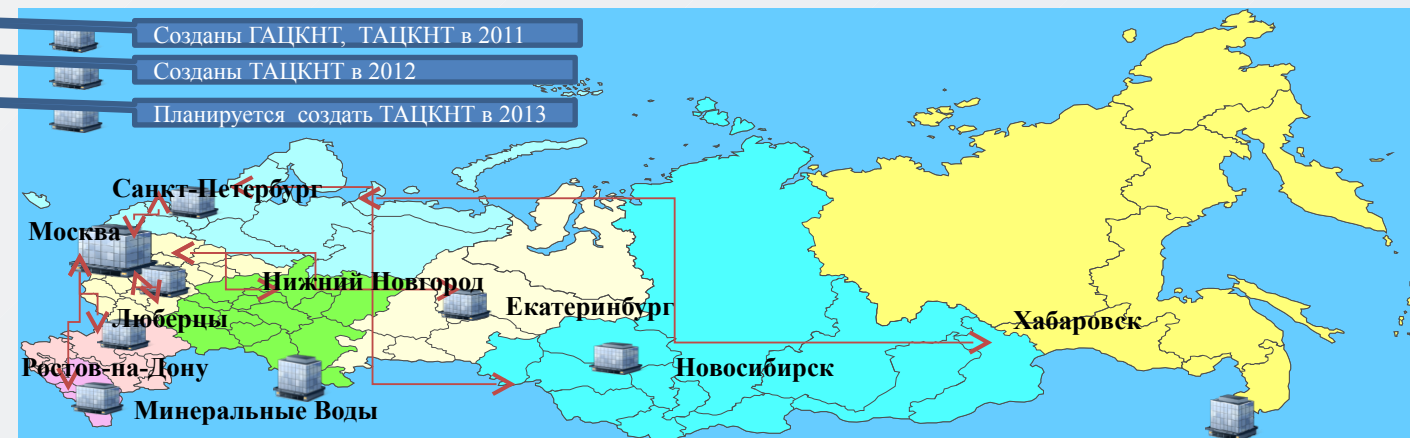 Созданы ГАЦКНТ, ТАЦКНТ в 2011
Созданы ТАЦКНТ в 2012
Планируется создать ТАЦКНТ в 2013
Санкт-Петербург
Москва
Нижний Новгород
Екатеринбург
Люберцы
Хабаровск
Ростов-на-Дону
Новосибирск
Минеральные Воды